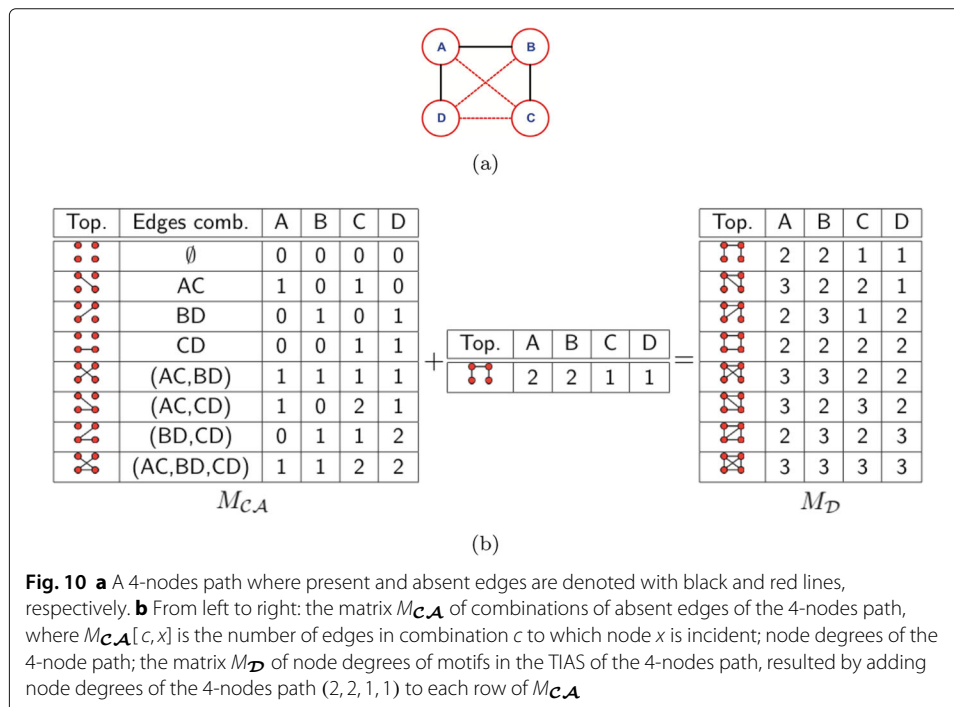 A B
D C
(a)
Top. Edges comb. A B C D
∅ 0 0 0 0
AC 1 0 1 0
BD 0 1 0 1
CD 0 0 1 1
(AC,BD) 1 1 1 1
(AC,CD) 1 0 2 1
(BD,CD) 0 1 1 2
(AC,BD,CD) 1 1 2 2
M𝒞𝒜
+
Top. A B C D
2 2 1 1
=
Top. A B C D
2 2 1 1
3 2 2 1
2 3 1 2
2 2 2 2
3 3 2 2
3 2 3 2
2 3 2 3
3 3 3 3
M𝒟
(b)
Fig. 10 a A 4-nodes path where present and absent edges are denoted with black and red lines,
respectively. b From left to right: the matrix M𝒞𝒜 of combinations of absent edges of the 4-nodes path,
where M𝒞𝒜[c, x] is the number of edges in combination c to which node x is incident; node degrees of the
4-node path; the matrix M𝒟 of node degrees of motifs in the TIAS of the 4-nodes path, resulted by adding
node degrees of the 4-nodes path (2, 2, 1, 1) to each row of M𝒞𝒜